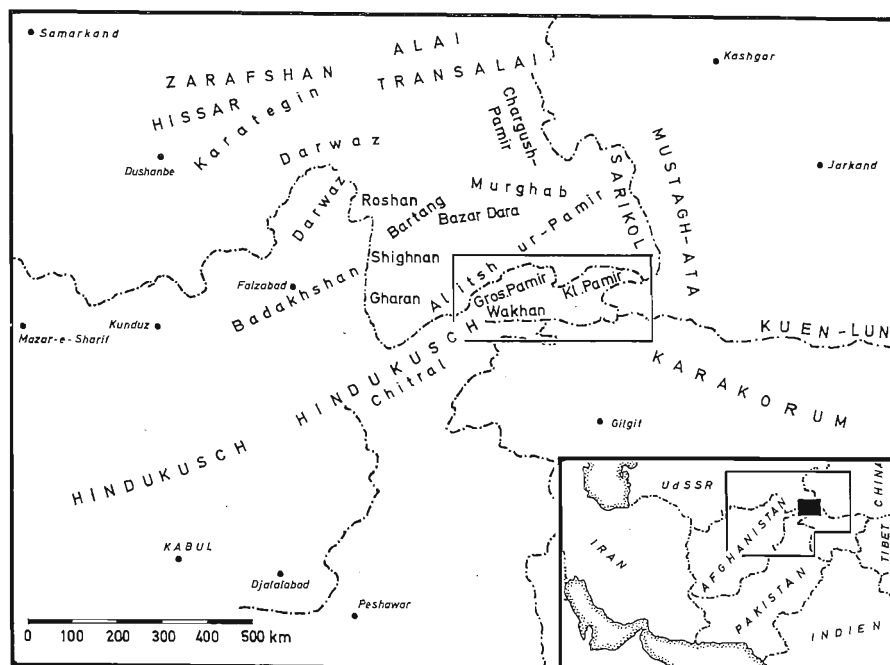 Samarkand
ALAI
Kashgar
ZARAFSHAN
TRANSALAI
HISSAR
Karategin
Chargush-
Pamir
Dushanbe
Darwaz
MUSTAGH-ATA
Jarkand
SARIKOL
Darwaz
Roshan
Murghab
Bartang
Bazar Dara
Shighnan
Alitshur-Pamir
Faizabad
Badakhshan
Gharan
Gros.Pamir
Kl.Pamir
Wakhan
Mazar-e-Sharif
Kunduz
KUEN-LUN
HINDUKUSCH
Chitral
KARAKORUM
HINDUKUSCH
Gilgit
KABUL
Djalalabad
Peshawar
0 100 200 300 400 500 km
UdSSR
CHINA
IRAN
AFGHANISTAN
TIBET
PAKISTAN
INDIEN